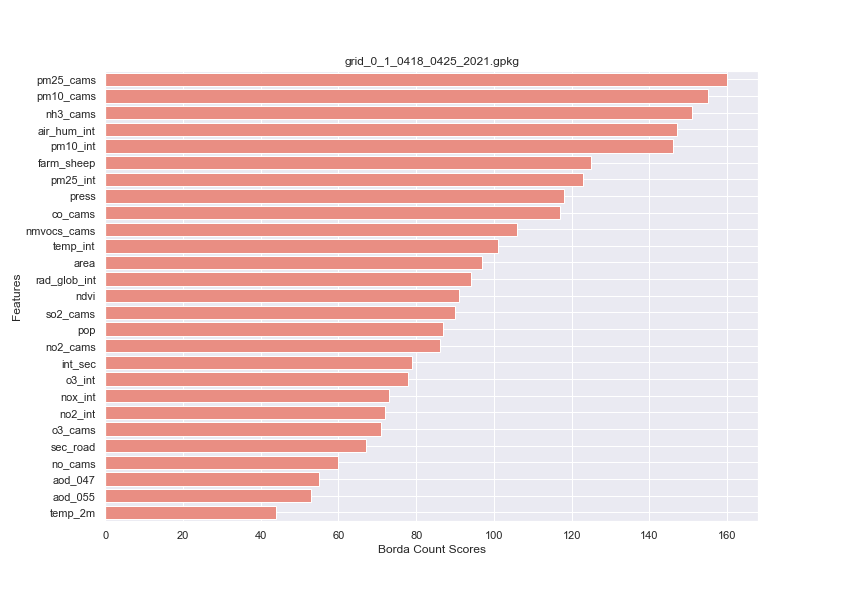 grid_0_1_0418_0425_2021.gpkg
Features
pm25_cams
pm10_cams
nh3_cams
air_hum_int
pm10_int
farm_sheep
pm25_int
press
co_cams
nmvocs_cams
temp_int
area
rad_glob_int
ndvi
so2_cams
pop
no2_cams
int_sec
o3_int
nox_int
no2_int
o3_cams
sec_road
no_cams
aod_047
aod_055
temp_2m
0 20 40 60 80 100 120 140 160
Borda Count Scores